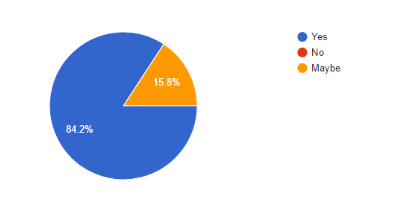 Yes
No
Maybe
15.8%
84.2%